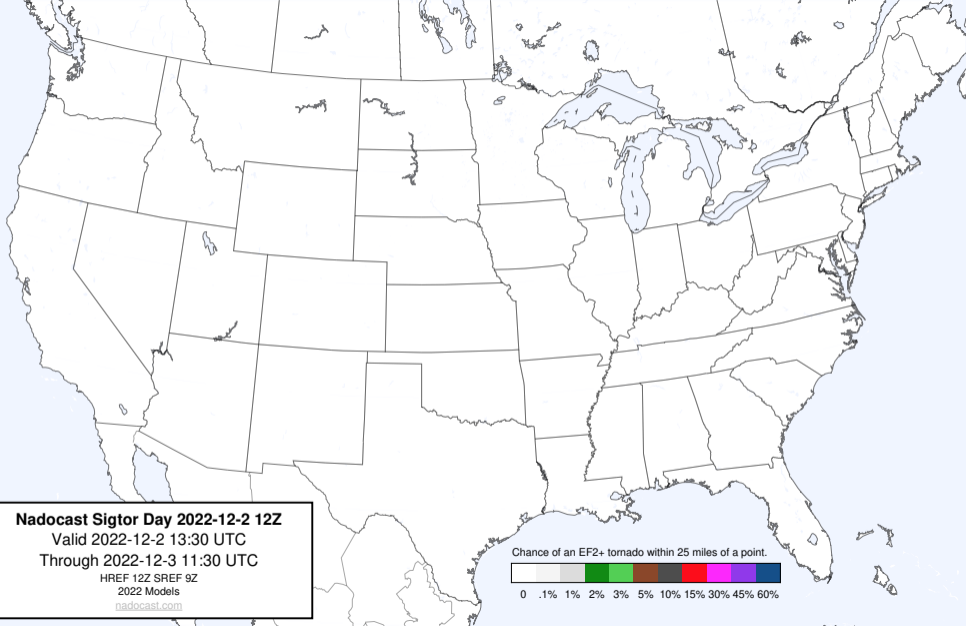 Nadocast Sigtor Day 2022-12-2 12Z
Valid 2022-12-2 13:30 UTC
Through 2022-12-3 11:30 UTC
HREF 12Z SREF 9Z
2022 Models
nadocast.com
Chance of an EF2+ tornado within 25 miles of a point.
0 .1% 1% 2% 3% 5% 10% 15% 30% 45% 60%